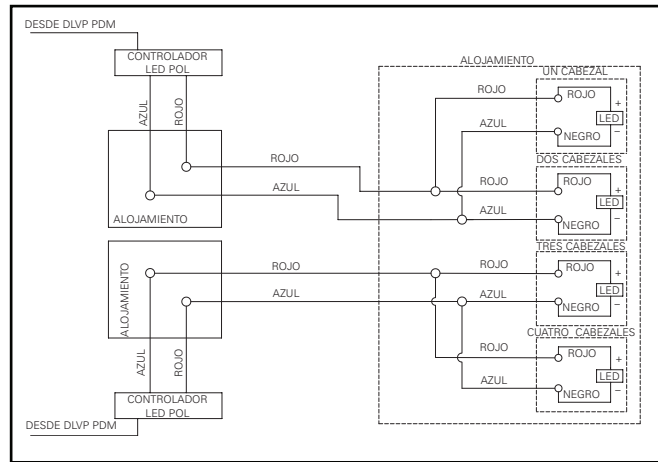 DESDE DLVP PDM
CONTROLADOR
LED POL
AZUL
ROJO
ALOJAMIENTO
ROJO
AZUL
ALOJAMIENTO
UN CABEZAL
ROJO
ROJO
+
LED
AZUL
NEGRO
–
DOS CABEZALES
ROJO
ROJO
+
LED
AZUL
NEGRO
–
ALOJAMIENTO
ROJO
AZUL
TRES CABEZALES
ROJO
ROJO
+
LED
AZUL
NEGRO
–
CUATRO CABEZALES
ROJO
ROJO
+
LED
AZUL
NEGRO
–
AZUL
ROJO
CONTROLADOR
LED POL
DESDE DLVP PDM